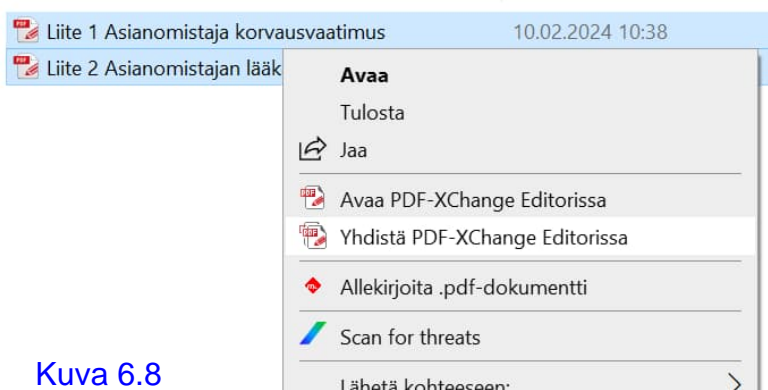 Liite 1 Asianomistaja korvausvaatimus 10.02.2024 10:38
Liite 2 Asianomistajan lääk
Avaa
Tulosta
Jaa
Avaa PDF-XChange Editorissa
Yhdistä PDF-XChange Editorissa
Allekirjoita .pdf-dokumentti
Scan for threats
Lähetä kohteeseen:
Kuva 6.8